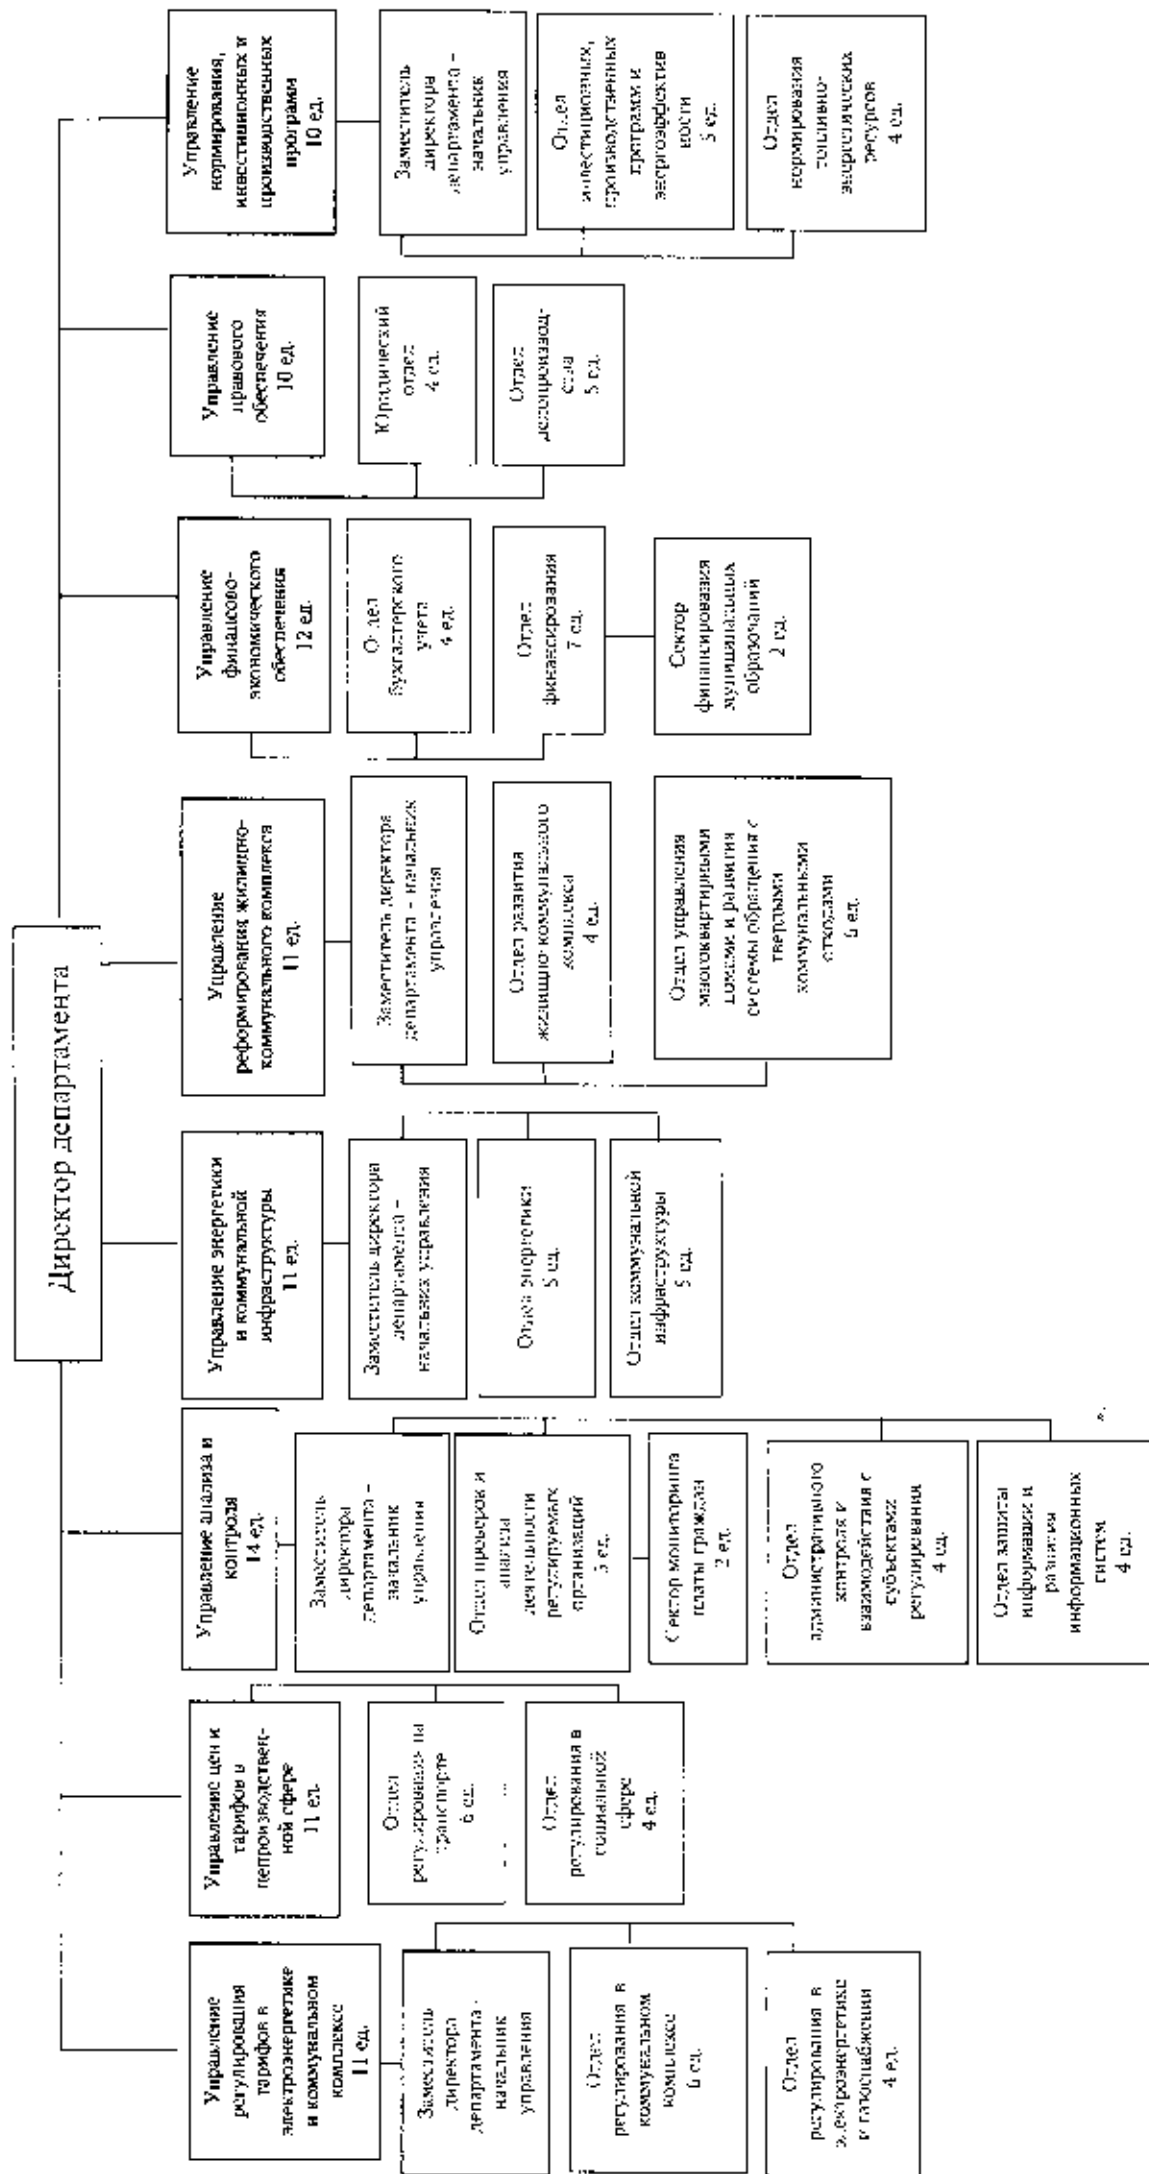 Директор департамента
Управление
регулирования
тарифов в
электроэнергетике
и коммунальном
комплексе
11 ед.
Заместитель
директора
департамента -
начальник
управления
Отдел
регулирования в
коммунальном
комплексе
6 ед.
Отдел
регулирования в
электроэнергетике
и газоснабжении
4 ед.
Управление цен и
тарифов в
непроизводствен-
ной сфере
11 ед.
Отдел
регулирования на
транспорте
6 ед.
Отдел
регулирования в
социальной
сфере
4 ед.
Управление анализа и
контроля
14 ед.
Заместитель
директора
департамента –
начальник
управления
Отдел проверок и
анализа
деятельности
регулируемых
организаций
5 ед.
Сектор мониторинга
платы граждан
2 ед.
Отдел
административного
контроля и
взаимодействия с
субъектами
регулирования
4 ед.
Отдел защиты
информации и
развития
информационных
систем
4 ед.
Управление энергетики
и коммунальной
инфраструктуры
11 ед.
Заместитель директора
департамента –
начальник управления
Отдел энергетики
5 ед.
Отдел коммунальной
инфраструктуры
5 ед.
Управление
реформирования жилищно-
коммунального комплекса
11 ед.
Заместитель директора
департамента – начальник
управления
Отдел развития
жилищно-коммунального
комплекса
4 ед.
Отдел управления
многоквартирными
домами и развития
системы обращения с
твердыми
коммунальными
отходами
6 ед.
Управление
финансово-
экономического
обеспечения
12 ед.
Отдел
бухгалтерского
учета
4 ед.
Отдел
финансирования
7 ед.
Сектор
финансирования
муниципальных
образований
2 ед.
Управление
правового
обеспечения
10 ед.
Юридический
отдел
4 ед.
Отдел
делопроизвод-
ства
5 ед.
Управление
нормирования,
инвестиционных и
производственных
программ
10 ед.
Заместитель
директора
департамента –
начальник
управления
Отдел
инвестиционных,
производственных
программ и
энергоэффектив
ности
5 ед.
Отдел
нормирования
топливно-
энергетических
ресурсов
4 ед.